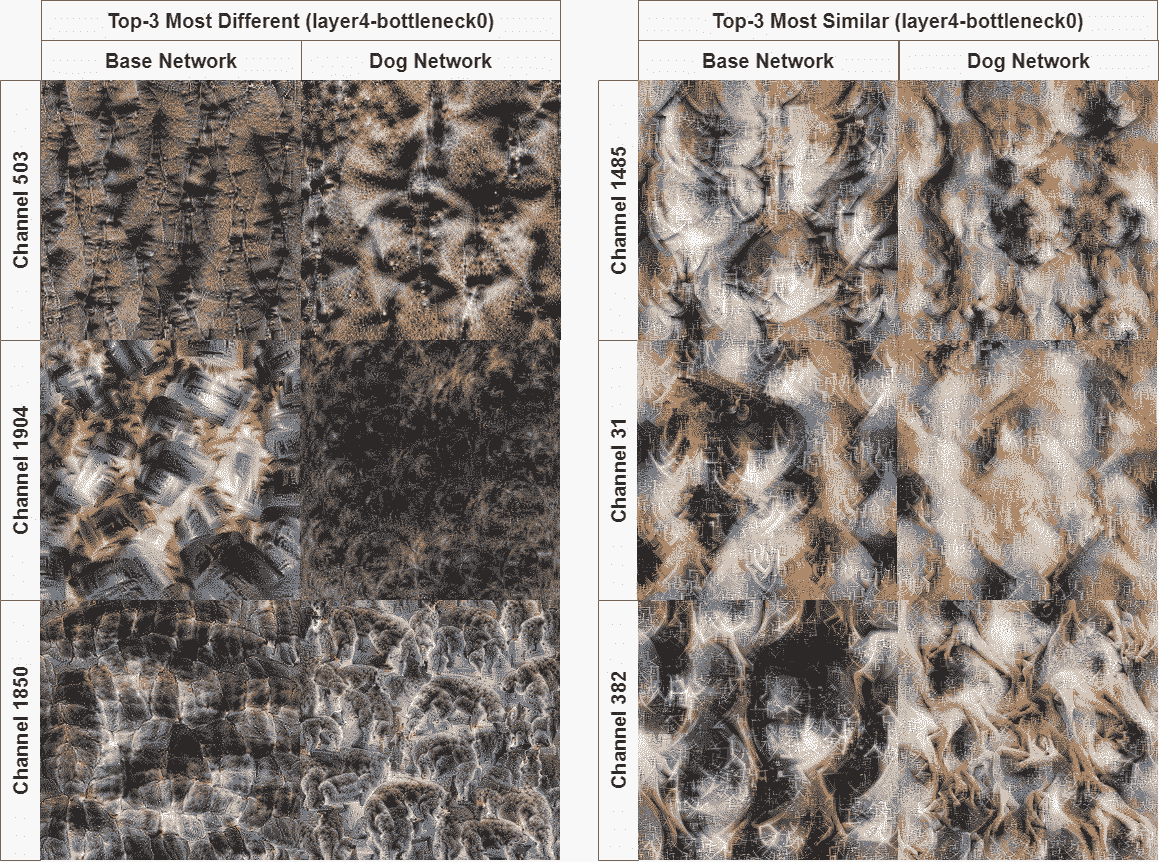 Top-3 Most Different (layer4-bottleneck0)
Base Network
Dog Network
Channel 503
Channel 1904
Channel 1850
Top-3 Most Similar (layer4-bottleneck0)
Base Network
Dog Network
Channel 1485
Channel 31
Channel 382